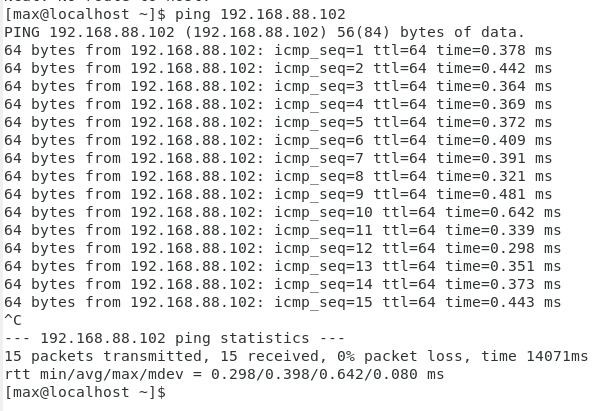 [max@localhost ~]$ ping 192.168.88.102
PING 192.168.88.102 (192.168.88.102) 56(84) bytes of data.
64 bytes from 192.168.88.102: icmp_seq=1 ttl=64 time=0.378 ms
64 bytes from 192.168.88.102: icmp_seq=2 ttl=64 time=0.442 ms
64 bytes from 192.168.88.102: icmp_seq=3 ttl=64 time=0.364 ms
64 bytes from 192.168.88.102: icmp_seq=4 ttl=64 time=0.369 ms
64 bytes from 192.168.88.102: icmp_seq=5 ttl=64 time=0.372 ms
64 bytes from 192.168.88.102: icmp_seq=6 ttl=64 time=0.409 ms
64 bytes from 192.168.88.102: icmp_seq=7 ttl=64 time=0.391 ms
64 bytes from 192.168.88.102: icmp_seq=8 ttl=64 time=0.321 ms
64 bytes from 192.168.88.102: icmp_seq=9 ttl=64 time=0.481 ms
64 bytes from 192.168.88.102: icmp_seq=10 ttl=64 time=0.642 ms
64 bytes from 192.168.88.102: icmp_seq=11 ttl=64 time=0.339 ms
64 bytes from 192.168.88.102: icmp_seq=12 ttl=64 time=0.298 ms
64 bytes from 192.168.88.102: icmp_seq=13 ttl=64 time=0.351 ms
64 bytes from 192.168.88.102: icmp_seq=14 ttl=64 time=0.373 ms
64 bytes from 192.168.88.102: icmp_seq=15 ttl=64 time=0.443 ms
^C
--- 192.168.88.102 ping statistics ---
15 packets transmitted, 15 received, 0% packet loss, time 14071ms
rtt min/avg/max/mdev = 0.298/0.398/0.642/0.080 ms
[max@localhost ~]$